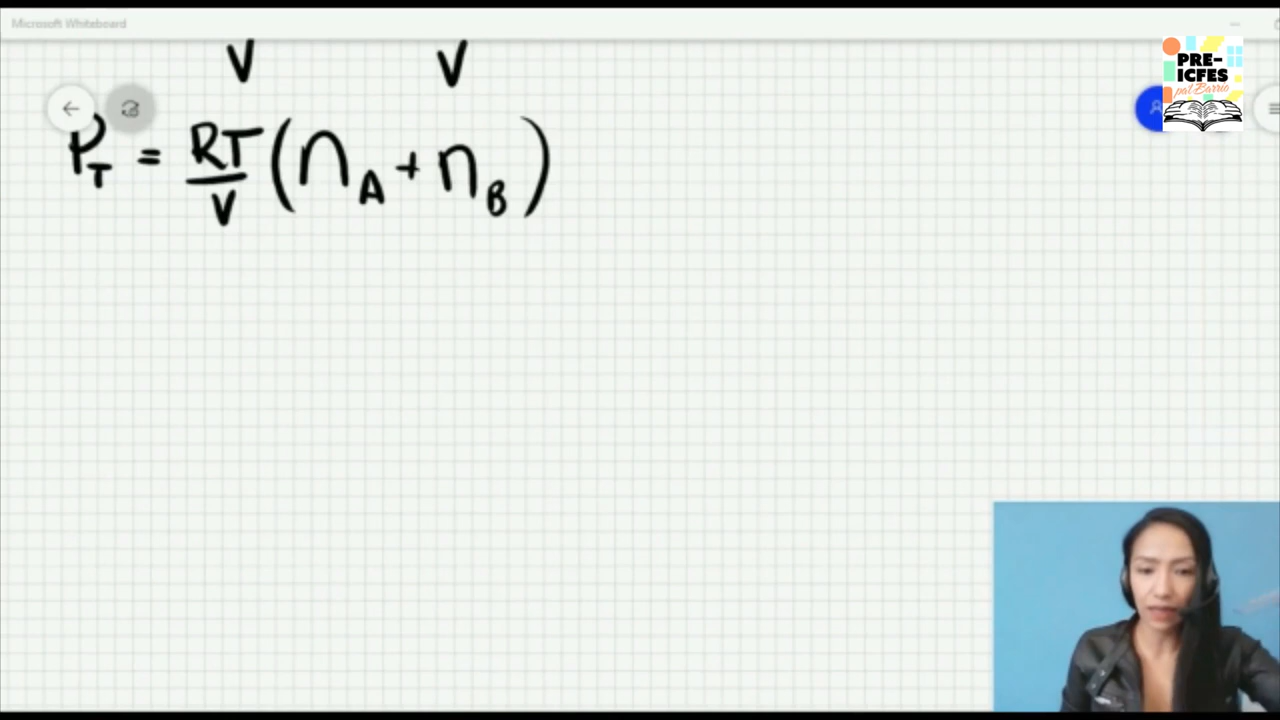 Microsoft Whiteboard
V V
P_T = RT/V (n_A + n_B)
PRE-
ICFES
pal Barrio